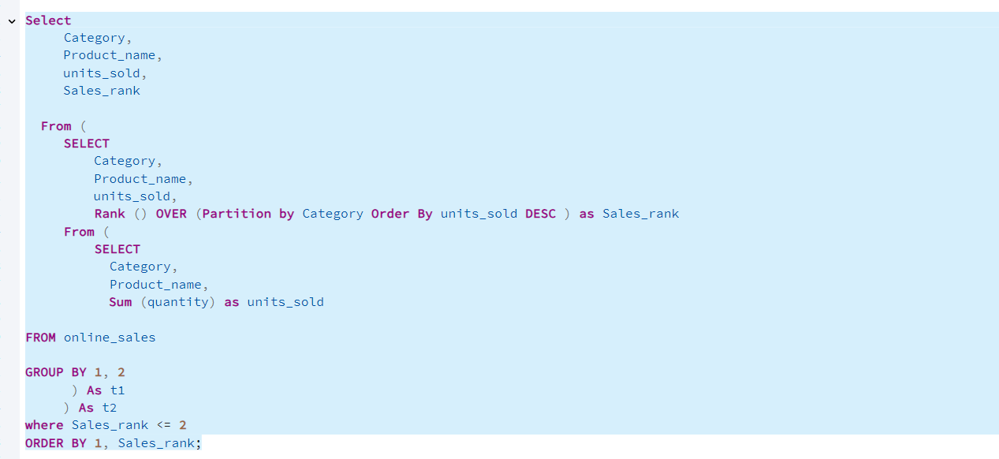 Select
Category,
Product_name,
units_sold,
Sales_rank
From (
SELECT
Category,
Product_name,
units_sold,
Rank () OVER (Partition by Category Order By units_sold DESC ) as Sales_rank
From (
SELECT
Category,
Product_name,
Sum (quantity) as units_sold
FROM online_sales
GROUP BY 1, 2
) As t1
) As t2
where Sales_rank <= 2
ORDER BY 1, Sales_rank;